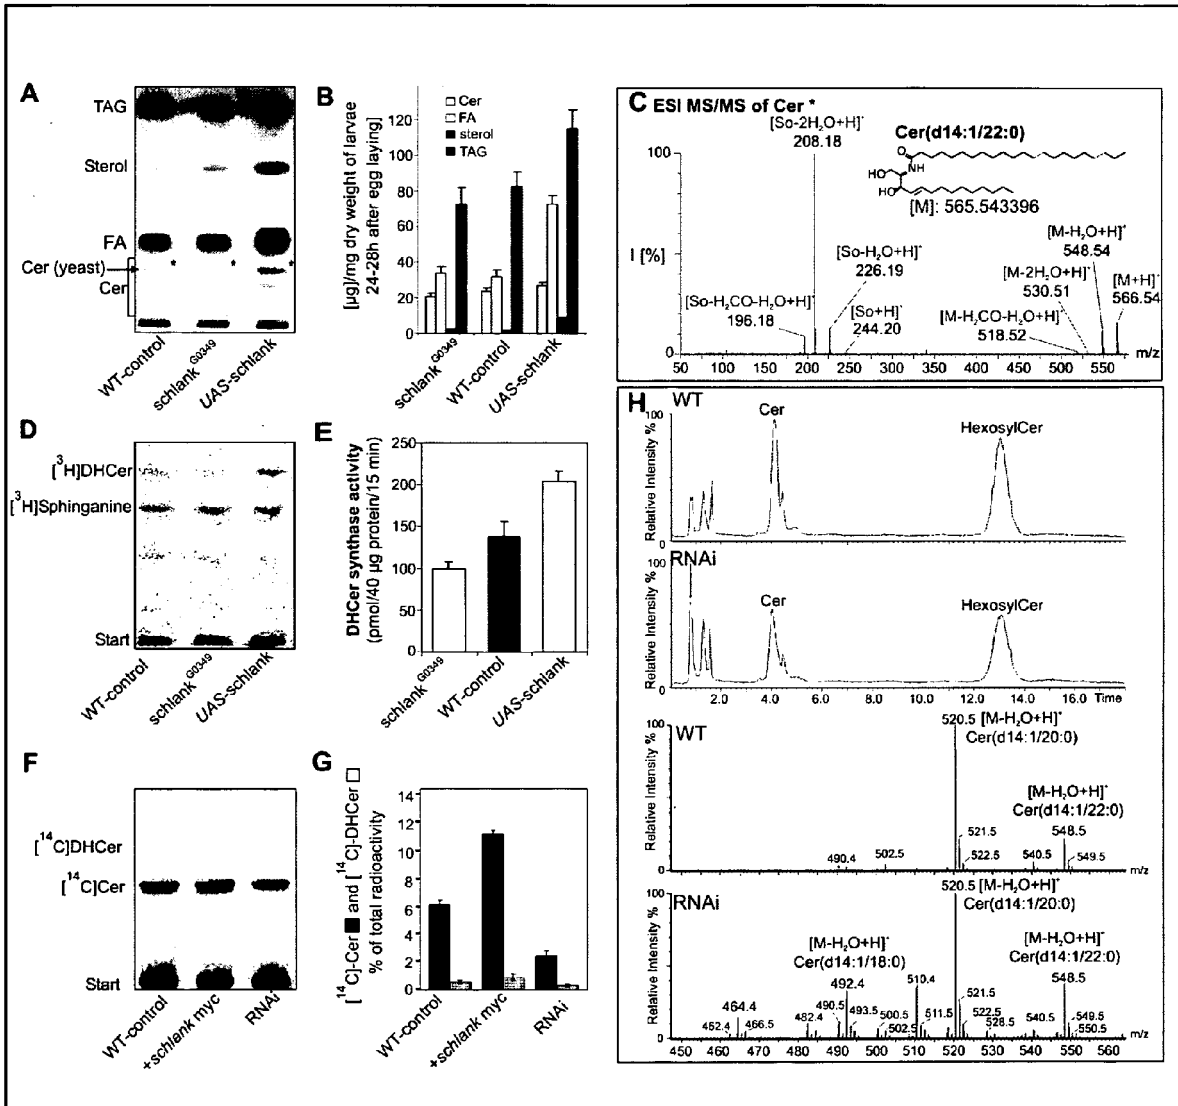 A
TAG
Sterol
FA
Cer (yeast)
Cer
*
*
*
WT-control
schlank G0349
UAS-schlank
B
[µg]/mg dry weight of larvae
24-28h after egg laying]
120
100
80
60
40
20
0
Cer
FA
sterol
TAG
schlank G0349
WT-control
UAS-schlank
C ESI MS/MS of Cer *
[So-2H₂O+H]⁺
208.18
Cer(d14:1/22:0)
O
NH
HO
HO
[M]: 565.543396
100
I [%]
0
[So-H₂O+H]⁺
226.19
[So-H₂CO-H₂O+H]⁺
196.18
[So+H]⁺
244.20
[M-H₂O+H]⁺
548.54
[M-2H₂O+H]⁺
530.51
[M+H]⁺
566.54
[M-H₂CO-H₂O+H]⁺
518.52
m/z
50 100 150 200 250 300 350 400 450 500 550
D
[³H]DHCer
[³H]Sphinganine
Start
WT-control
schlank G0349
UAS-schlank
E
DHCer synthase activity
(pmol/40 µg protein/15 min)
250
200
150
100
50
0
schlank G0349
WT-control
UAS-schlank
F
[¹⁴C]DHCer
[¹⁴C]Cer
Start
WT-control
+schlank myc
RNAi
G
[¹⁴C]-Cer and [¹⁴C]-DHCer
% of total radioactivity
14
12
10
8
6
4
2
0
WT-control
+schlank myc
RNAi
H
WT
100
Relative Intensity %
0
Cer
HexosylCer
RNAi
100
Relative Intensity %
0
Cer
HexosylCer
2.0 4.0 6.0 8.0 10.0 12.0 14.0 16.0 Time
WT
100
Relative Intensity %
0
520.5 [M-H₂O+H]⁺
Cer(d14:1/20:0)
[M-H₂O+H]⁺
Cer(d14:1/22:0)
490.4 502.5 521.5 522.5 540.5 548.5 549.5
m/z
RNAi
100
Relative Intensity %
0
520.5 [M-H₂O+H]⁺
Cer(d14:1/20:0)
[M-H₂O+H]⁺
Cer(d14:1/18:0)
[M-H₂O+H]⁺
Cer(d14:1/22:0)
452.4 464.4 466.5 482.4 490.5 492.4 493.5 500.5 502.5 510.4 511.5 521.5 522.5 528.5 540.5 548.5 549.5 550.5
m/z
450 460 470 480 490 500 510 520 530 540 550 560